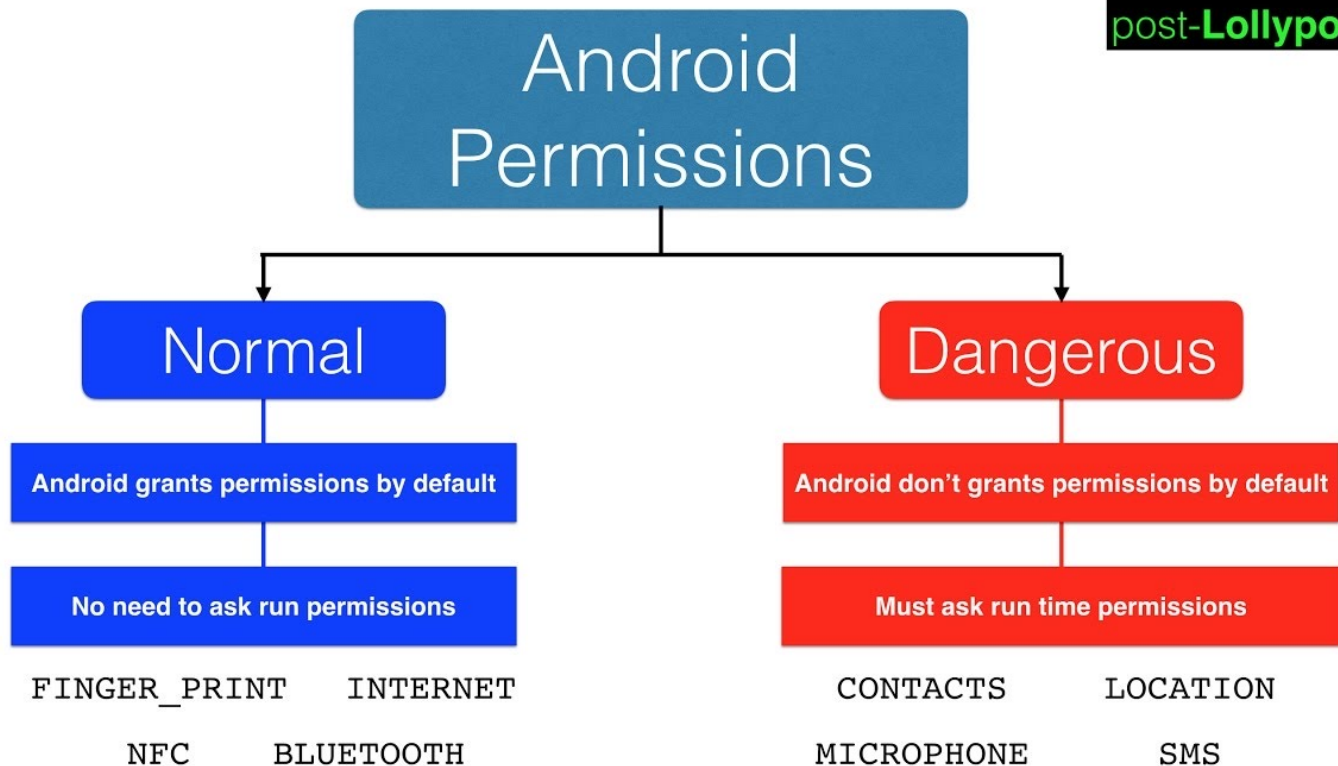 post-Lollypo
Android
Permissions
Normal
Dangerous
Android grants permissions by default
Android don't grants permissions by default
No need to ask run permissions
Must ask run time permissions
FINGER_PRINT INTERNET
CONTACTS LOCATION
NFC BLUETOOTH
MICROPHONE SMS